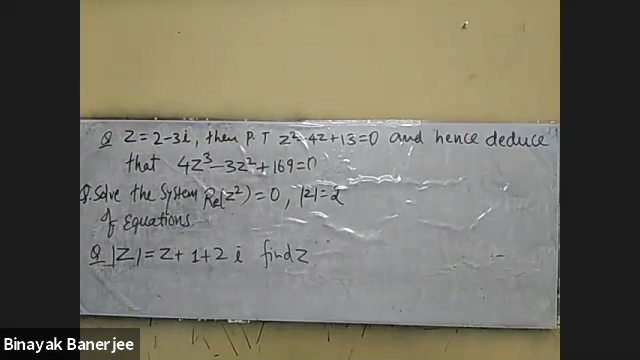 Q Z=2-3i, then P.T z²-4z+13=0 and hence deduce
that 4z³-3z²+169=0
Q. Solve the System Re(z²)=0, |z|=2
of Equations.
Q |Z|=z+1+2i find z.
Binayak Banerjee